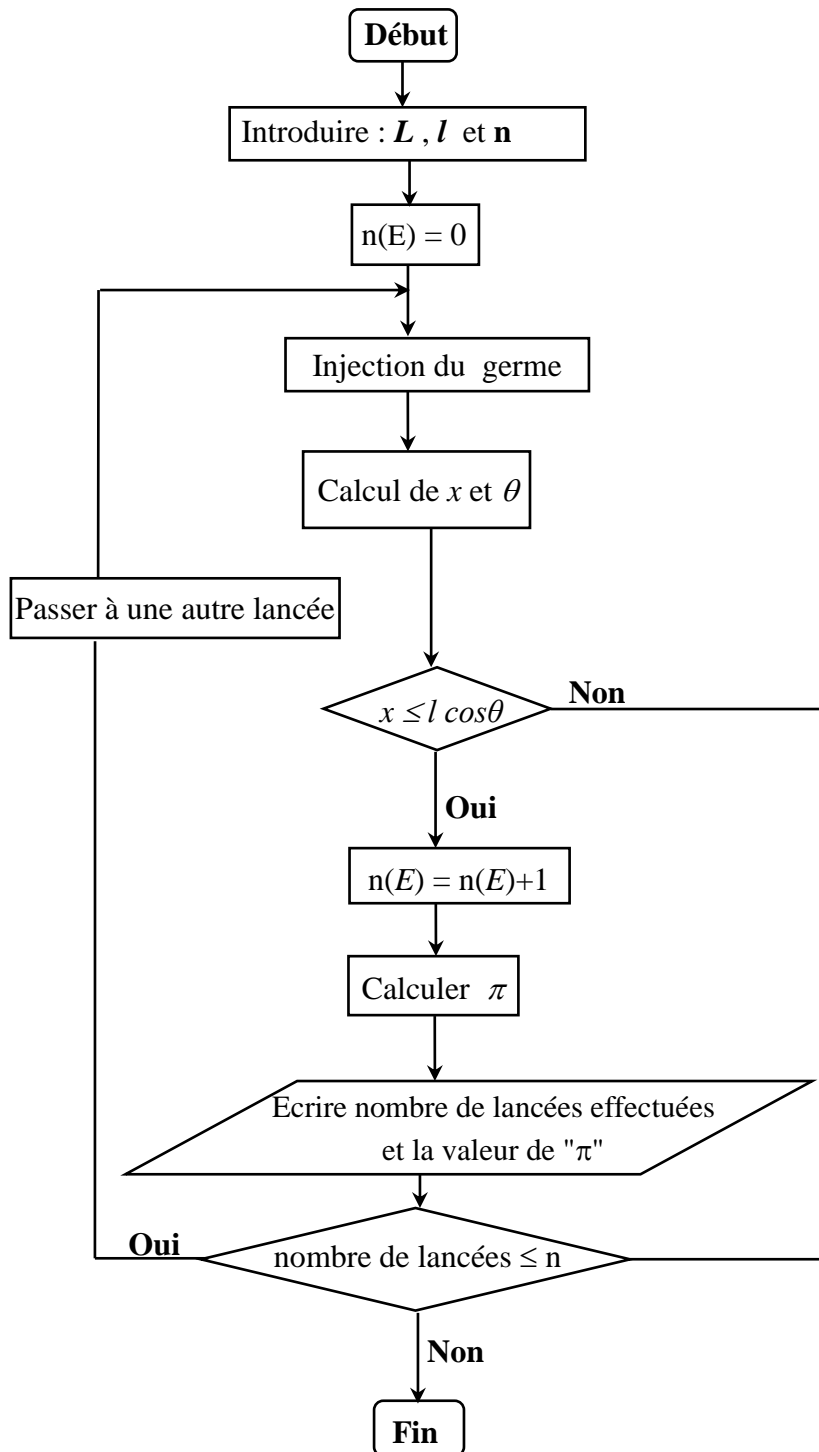 Début
Introduire : L , l et n
n(E) = 0
Injection du germe
Calcul de x et θ
Passer à une autre lancée
x ≤ l cosθ
Non
Oui
n(E) = n(E)+1
Calculer π
Ecrire nombre de lancées effectuées
et la valeur de "π"
Oui
nombre de lancées ≤ n
Non
Fin